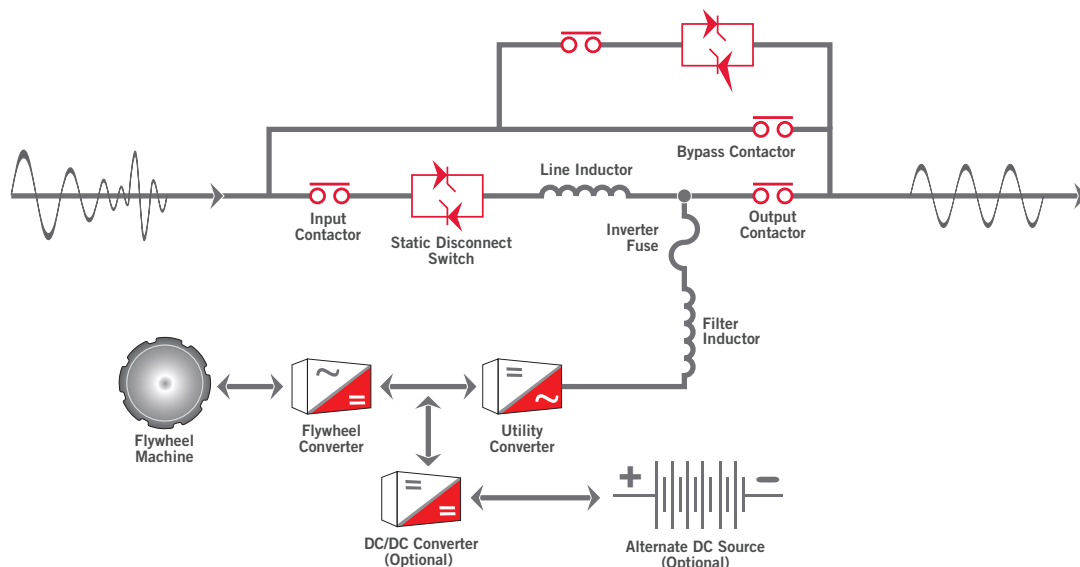 Bypass Contactor
Line Inductor
Input
Contactor
Static Disconnect
Switch
Inverter
Fuse
Output
Contactor
Filter
Inductor
Flywheel
Machine
Flywheel
Converter
Utility
Converter
+
−
DC/DC Converter
(Optional)
Alternate DC Source
(Optional)